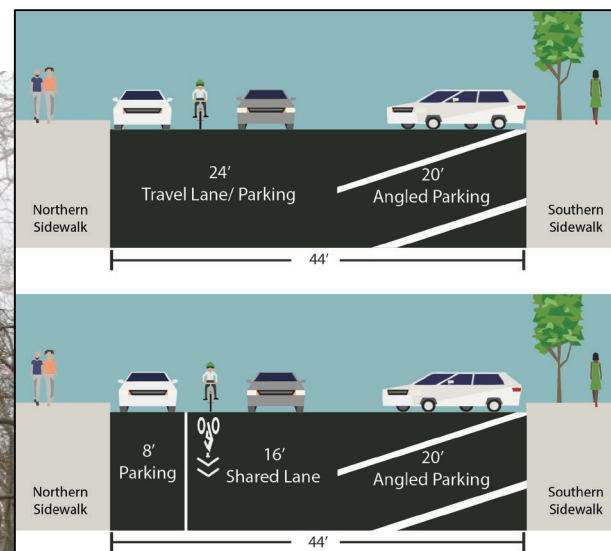 24'
Travel Lane/ Parking
20'
Angled Parking
Northern
Sidewalk
Southern
Sidewalk
44'
8'
Parking
16'
Shared Lane
20'
Angled Parking
Northern
Sidewalk
Southern
Sidewalk
44'